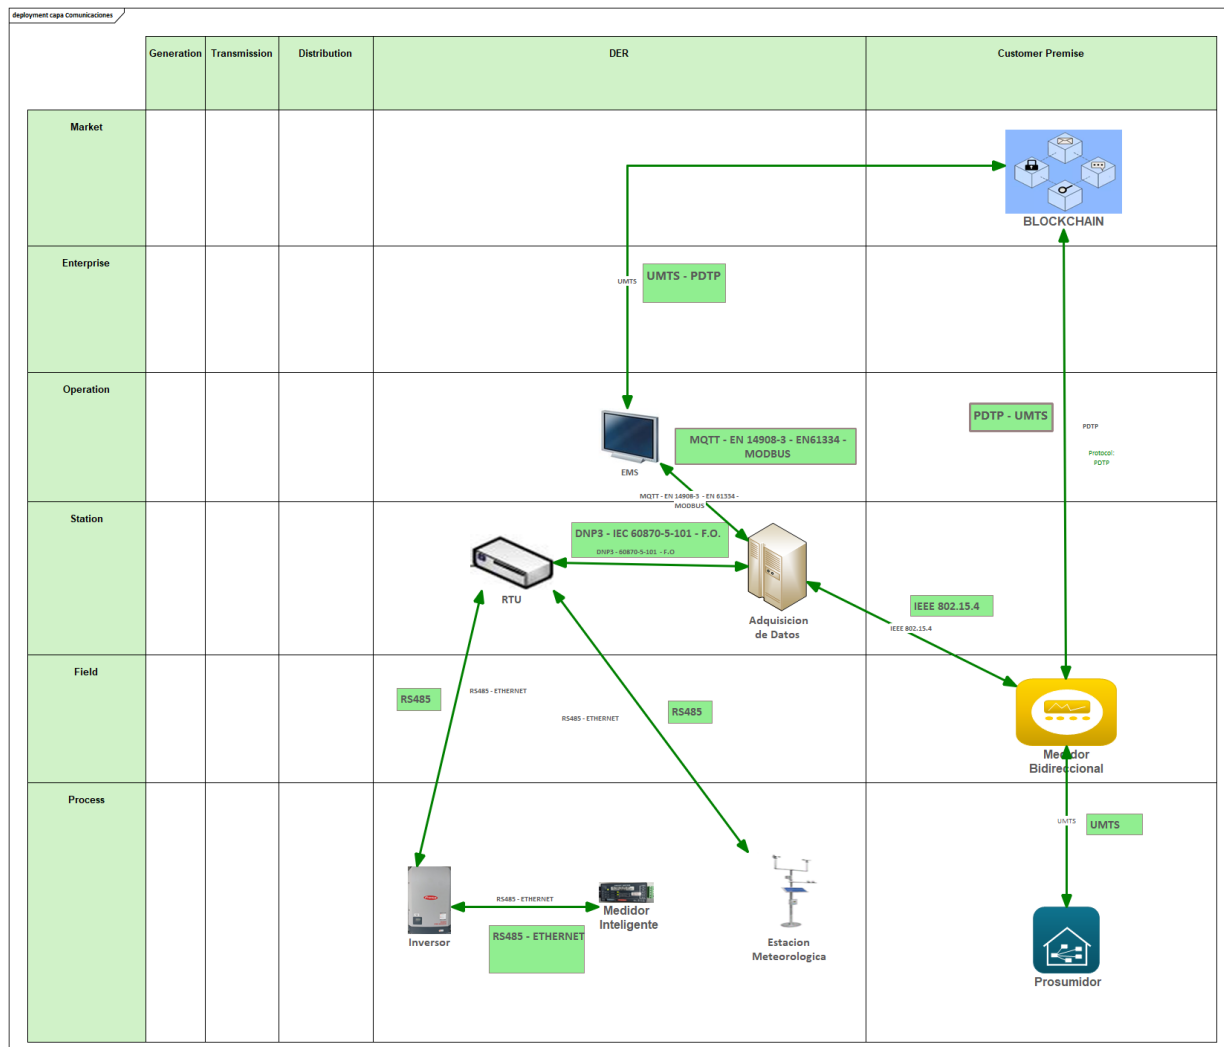 deployment capa Comunicaciones
Generation
Transmission
Distribution
DER
Customer Premise
Market
BLOCKCHAIN
Enterprise
UMTS
UMTS - PDTP
Operation
EMS
MQTT - EN 14908-3 - EN61334 -
MODBUS
PDTP - UMTS
PDTP
Protocol:
PDTP
MQTT - EN 14908-3 - EN 61334 -
MODBUS
Station
DNP3 - IEC 60870-5-101 - F.O.
DNP3 - 60870-5-101 - F.O
RTU
Adquisicion
de Datos
IEEE 802.15.4
IEEE 802.15.4
Field
RS485
RS485 - ETHERNET
RS485 - ETHERNET
RS485
Medidor
Bidireccional
Process
UMTS
UMTS
RS485 - ETHERNET
Inversor
RS485 - ETHERNET
Medidor
Inteligente
Estacion
Meteorologica
Prosumidor